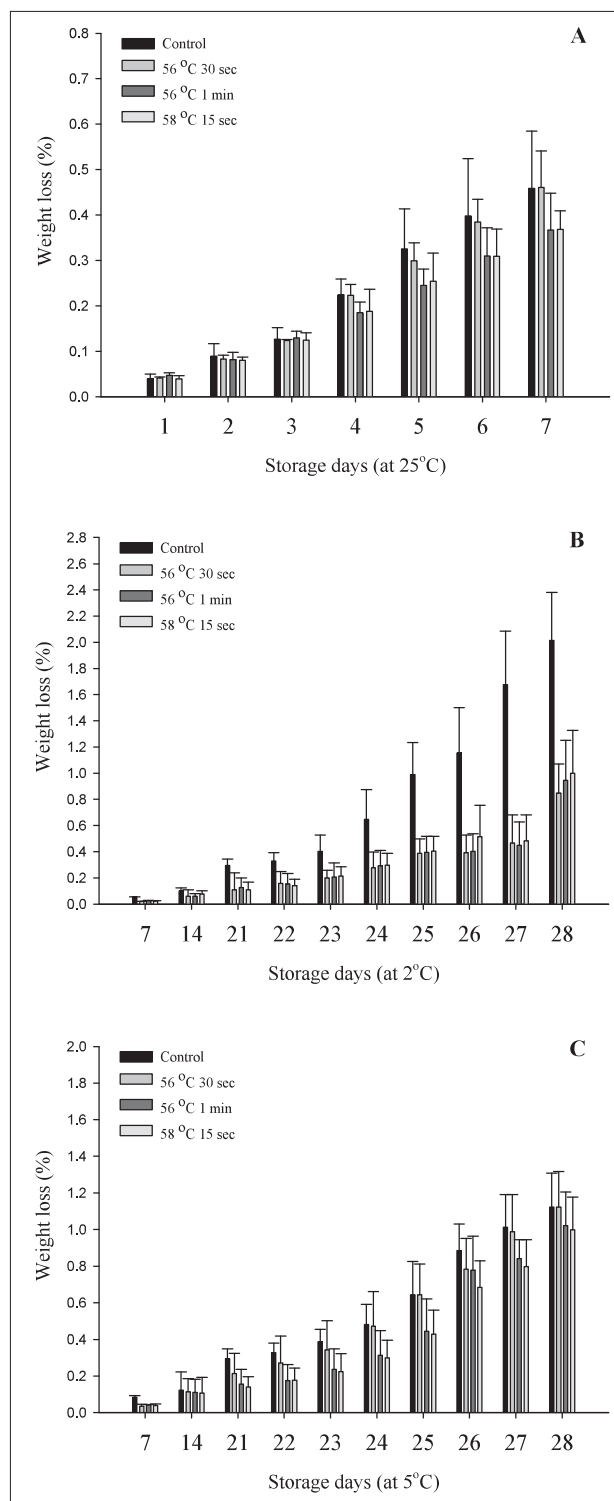 A
Control
56 °C 30 sec
56 °C 1 min
58 °C 15 sec
Weight loss (%)
0.8
0.6
0.5
0.4
0.3
0.2
0.1
0.0
1 2 3 4 5 6 7
Storage days (at 25°C)
B
Control
56 °C 30 sec
56 °C 1 min
58 °C 15 sec
Weight loss (%)
2.8
2.6
2.4
2.2
2.0
1.8
1.6
1.4
1.2
1.0
0.8
0.6
0.4
0.2
0.0
7 14 21 22 23 24 25 26 27 28
Storage days (at 2°C)
C
Control
56 °C 30 sec
56 °C 1 min
58 °C 15 sec
Weight loss (%)
2.0
1.8
1.6
1.4
1.2
1.0
0.8
0.6
0.4
0.2
0.0
7 14 21 22 23 24 25 26 27 28
Storage days (at 5°C)